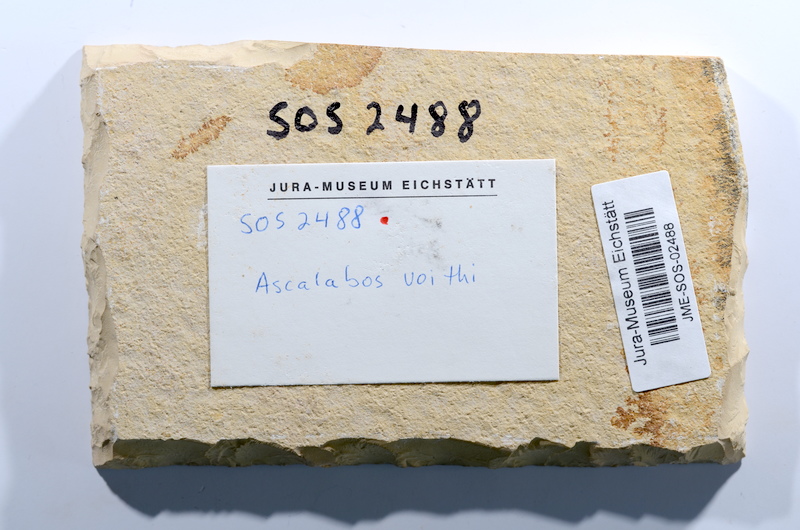 SOS 2488
JURA-MUSEUM EICHSTÄTT
SOS 2488
Ascalabos voithi
Jura-Museum Eichstätt
JME-SOS-02488